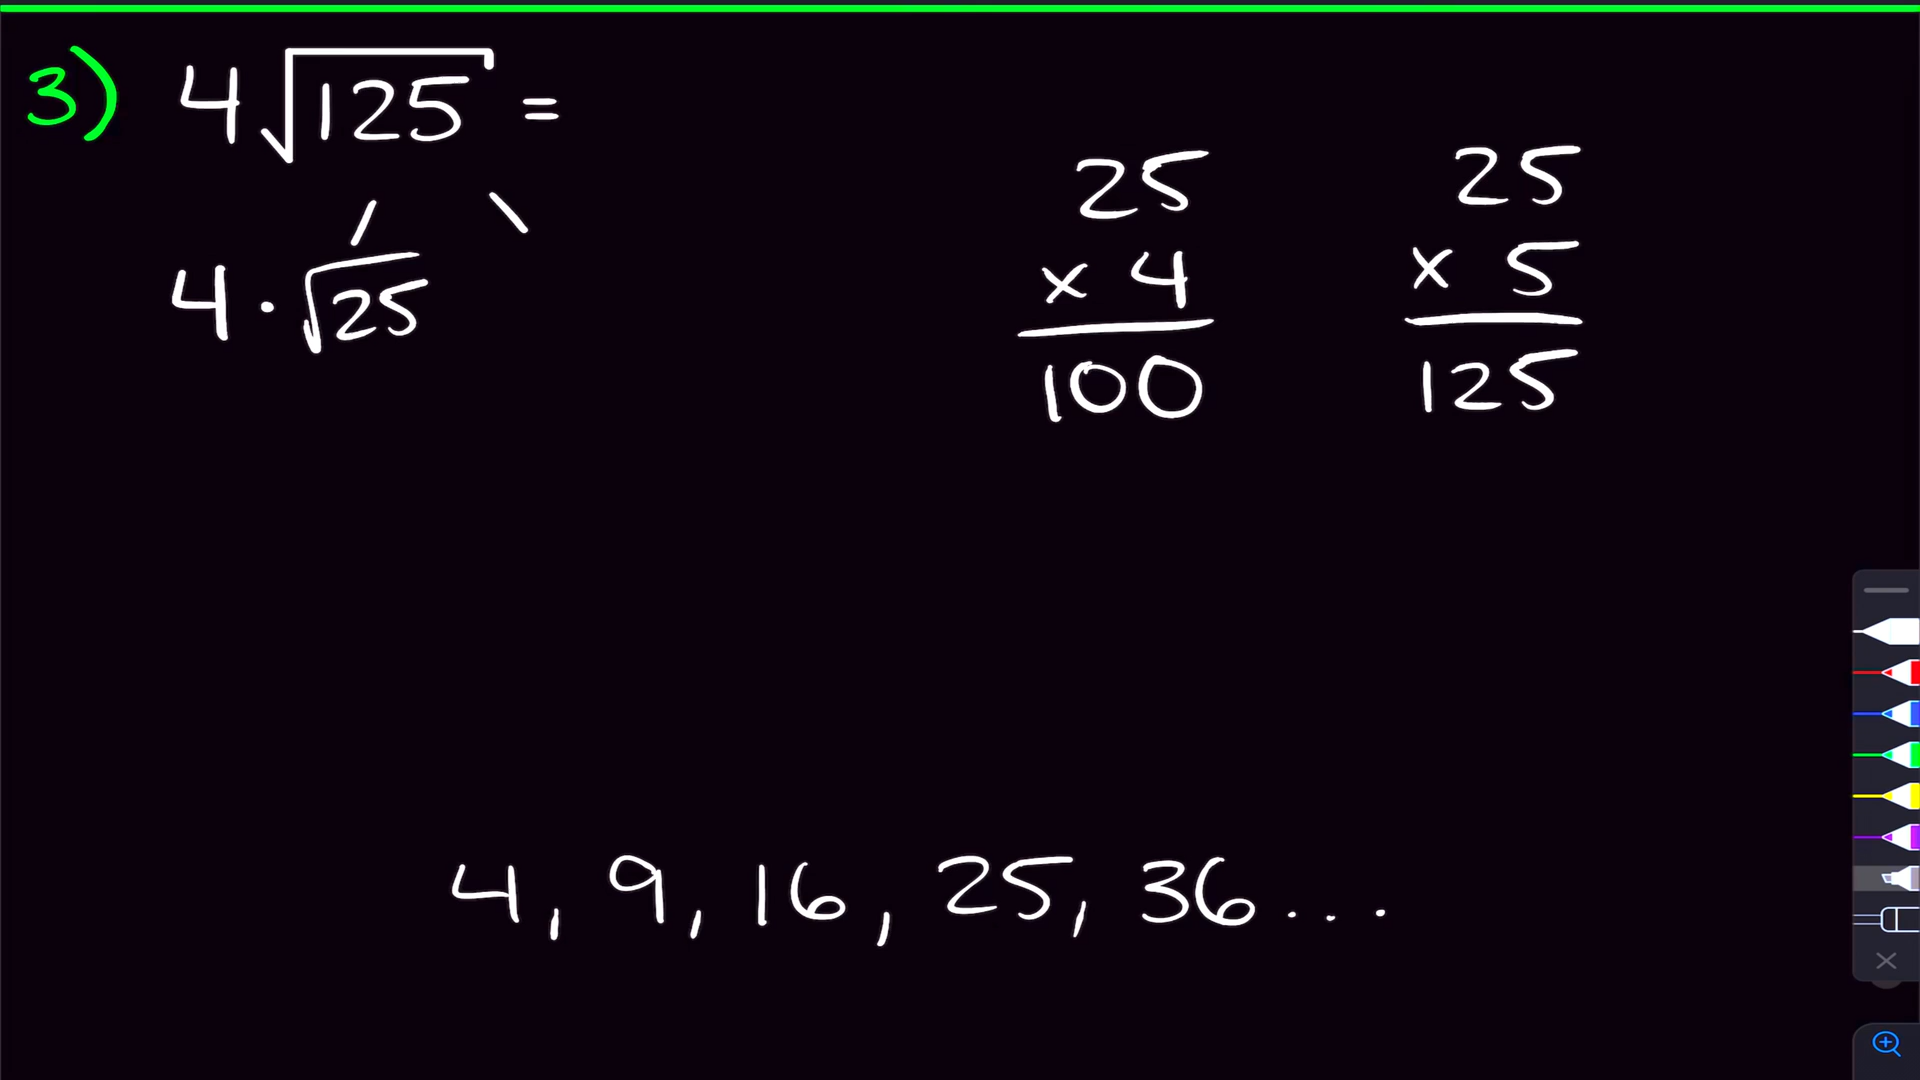 3) 4√125 =
4 · √25
25
x 4
100
25
x 5
125
4, 9, 16, 25, 36 . . .